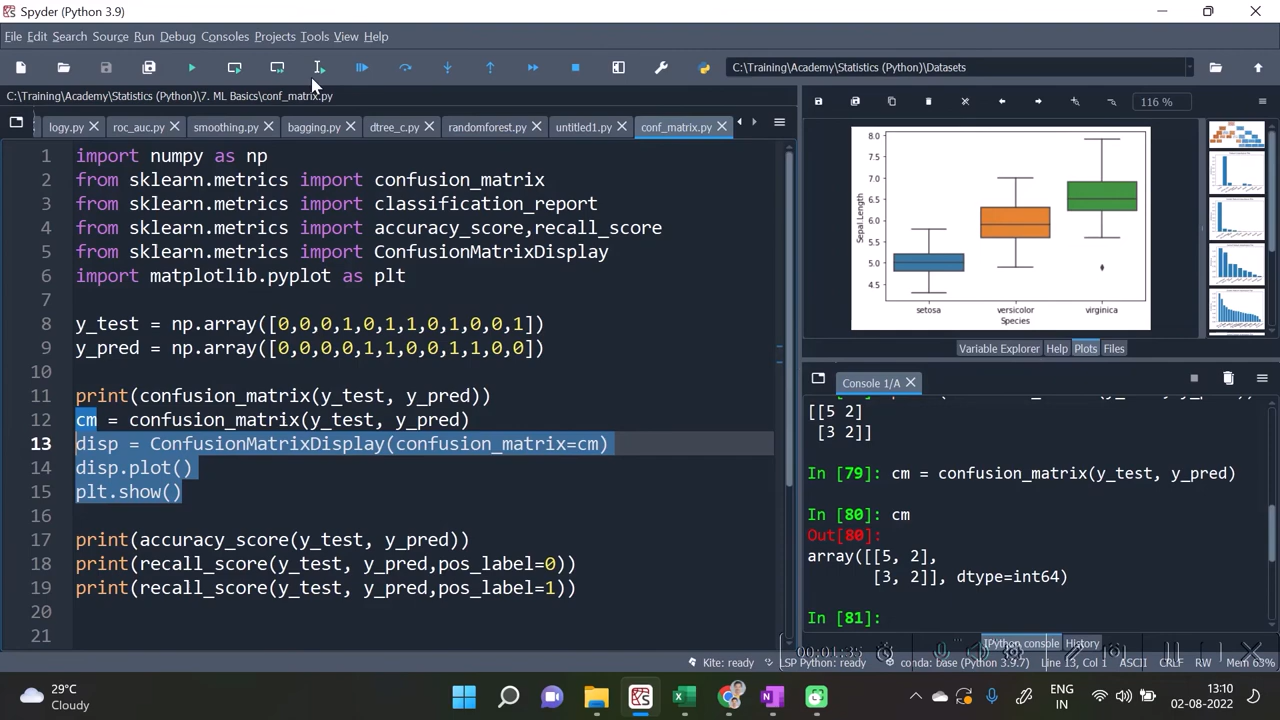 Spyder (Python 3.9)
File Edit Search Source Run Debug Consoles Projects Tools View Help
C:\Training\Academy\Statistics (Python)\Datasets
C:\Training\Academy\Statistics (Python)\7. ML Basics\conf_matrix.py
logy.py roc_auc.py smoothing.py bagging.py dtree_c.py randomforest.py untitled1.py conf_matrix.py
1 import numpy as np
2 from sklearn.metrics import confusion_matrix
3 from sklearn.metrics import classification_report
4 from sklearn.metrics import accuracy_score,recall_score
5 from sklearn.metrics import ConfusionMatrixDisplay
6 import matplotlib.pyplot as plt
7
8 y_test = np.array([0,0,0,1,0,1,1,0,1,0,0,1])
9 y_pred = np.array([0,0,0,0,1,1,0,0,1,1,0,0])
10
11 print(confusion_matrix(y_test, y_pred))
12 cm = confusion_matrix(y_test, y_pred)
13 disp = ConfusionMatrixDisplay(confusion_matrix=cm)
14 disp.plot()
15 plt.show()
16
17 print(accuracy_score(y_test, y_pred))
18 print(recall_score(y_test, y_pred,pos_label=0))
19 print(recall_score(y_test, y_pred,pos_label=1))
20
21
116 %
8.0
7.5
7.0
6.5
6.0
5.5
5.0
4.5
Sepal.Length
setosa versicolor virginica
Species
Variable Explorer Help Plots Files
Console 1/A
[[5 2]
[3 2]]
In [79]: cm = confusion_matrix(y_test, y_pred)
In [80]: cm
Out[80]:
array([[5, 2],
[3, 2]], dtype=int64)
In [81]:
IPython console History
00:01:35
Kite: ready LSP Python: ready conda: base (Python 3.9.7) Line 13, Col 1 ASCII CRLF RW Mem 63%
29°C
Cloudy
ENG
IN
13:10
02-08-2022